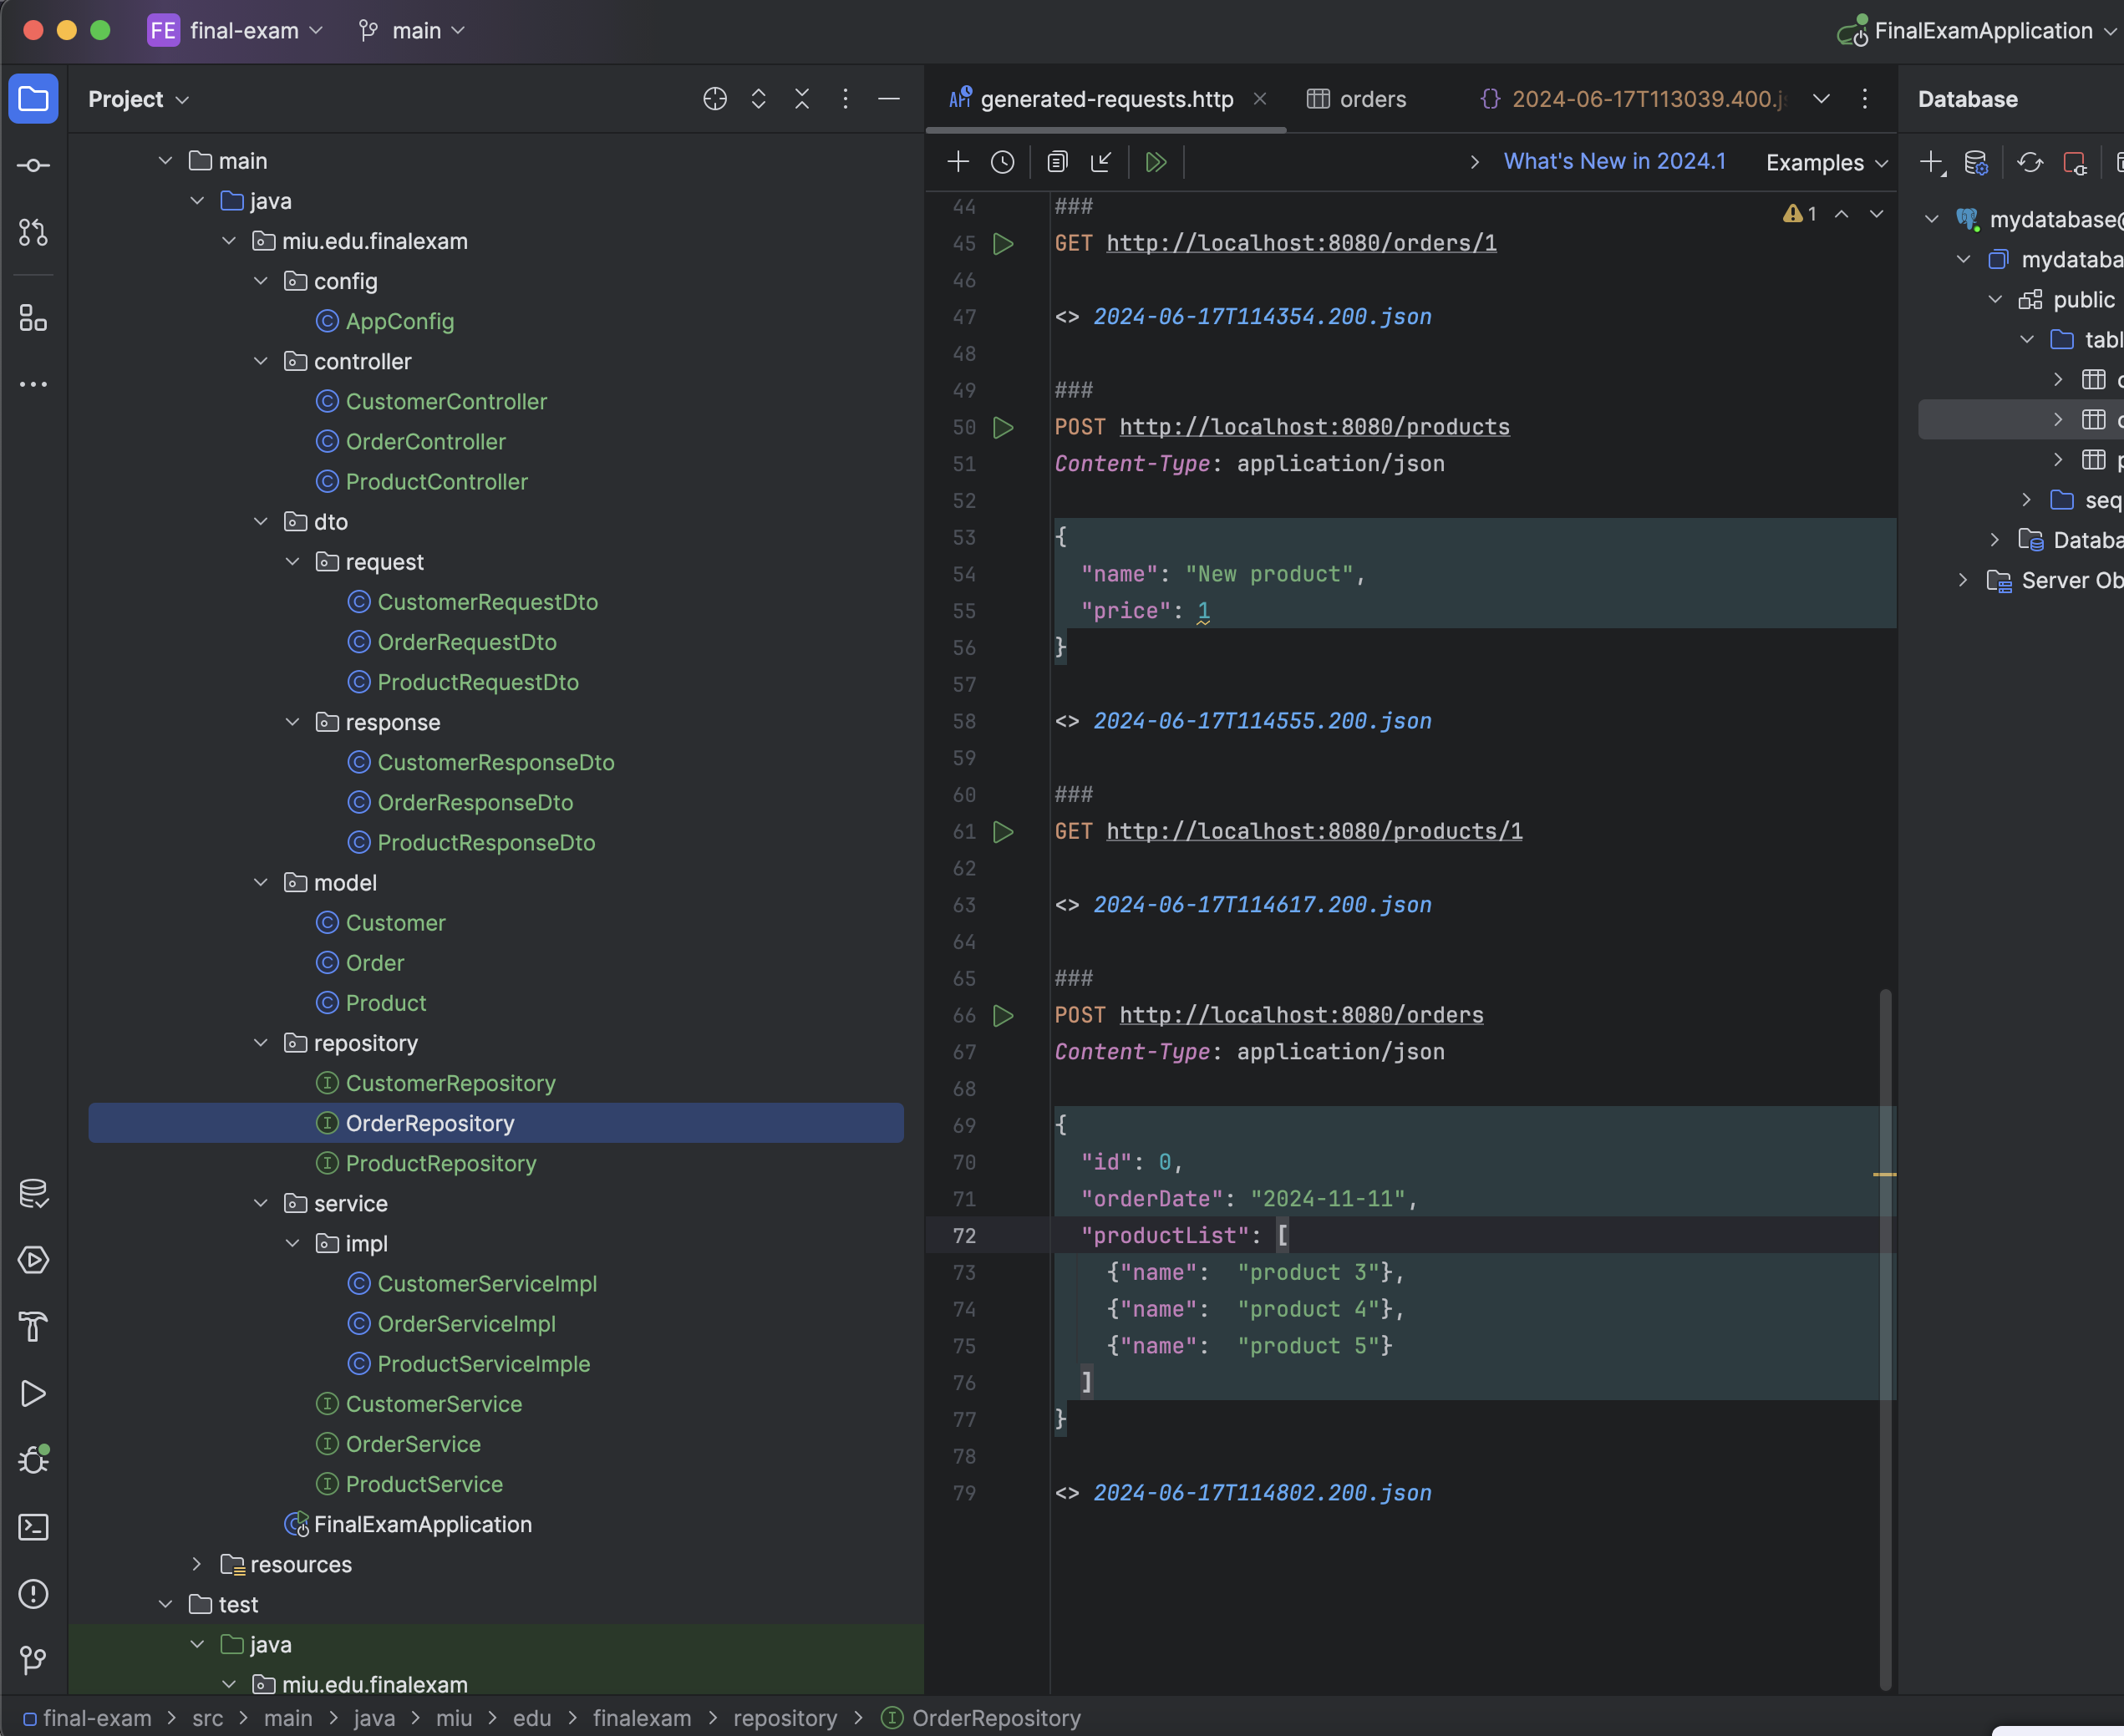 FE final-exam main FinalExamApplication
Project
generated-requests.http
orders
2024-06-17T113039.400.j
Database
main
java
miu.edu.finalexam
config
AppConfig
controller
CustomerController
OrderController
ProductController
dto
request
CustomerRequestDto
OrderRequestDto
ProductRequestDto
response
CustomerResponseDto
OrderResponseDto
ProductResponseDto
model
Customer
Order
Product
repository
CustomerRepository
OrderRepository
ProductRepository
service
impl
CustomerServiceImpl
OrderServiceImpl
ProductServiceImple
CustomerService
OrderService
ProductService
FinalExamApplication
resources
test
java
miu.edu.finalexam
What's New in 2024.1 Examples
1
44 ###
45 GET http://localhost:8080/orders/1
46
47 <> 2024-06-17T114354.200.json
48
49 ###
50 POST http://localhost:8080/products
51 Content-Type: application/json
52
53 {
54 "name": "New product",
55 "price": 1
56 }
57
58 <> 2024-06-17T114555.200.json
59
60 ###
61 GET http://localhost:8080/products/1
62
63 <> 2024-06-17T114617.200.json
64
65 ###
66 POST http://localhost:8080/orders
67 Content-Type: application/json
68
69 {
70 "id": 0,
71 "orderDate": "2024-11-11",
72 "productList": [
73 {"name": "product 3"},
74 {"name": "product 4"},
75 {"name": "product 5"}
76 ]
77 }
78
79 <> 2024-06-17T114802.200.json
mydatabase@
mydataba
public
tabl
seq
Databa
Server Ob
final-exam > src > main > java > miu > edu > finalexam > repository > OrderRepository